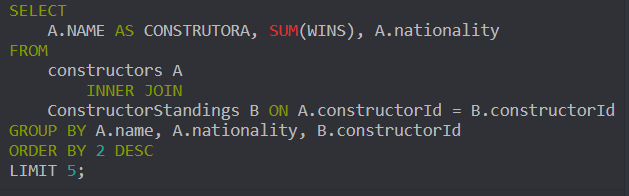 SELECT
A.NAME AS CONSTRUTORA, SUM(WINS), A.nationality
FROM
constructors A
INNER JOIN
ConstructorStandings B ON A.constructorId = B.constructorId
GROUP BY A.name, A.nationality, B.constructorId
ORDER BY 2 DESC
LIMIT 5;